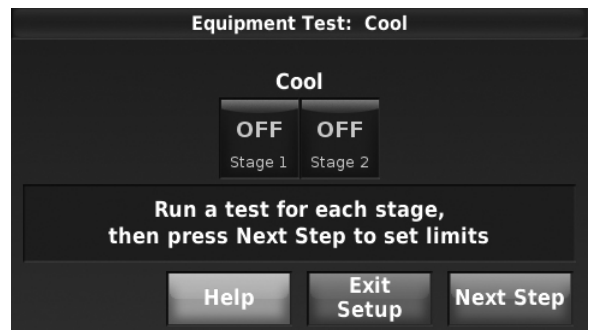 Equipment Test: Cool
Cool
OFF OFF
Stage 1 Stage 2
Run a test for each stage,
then press Next Step to set limits
Help
Exit
Setup
Next Step